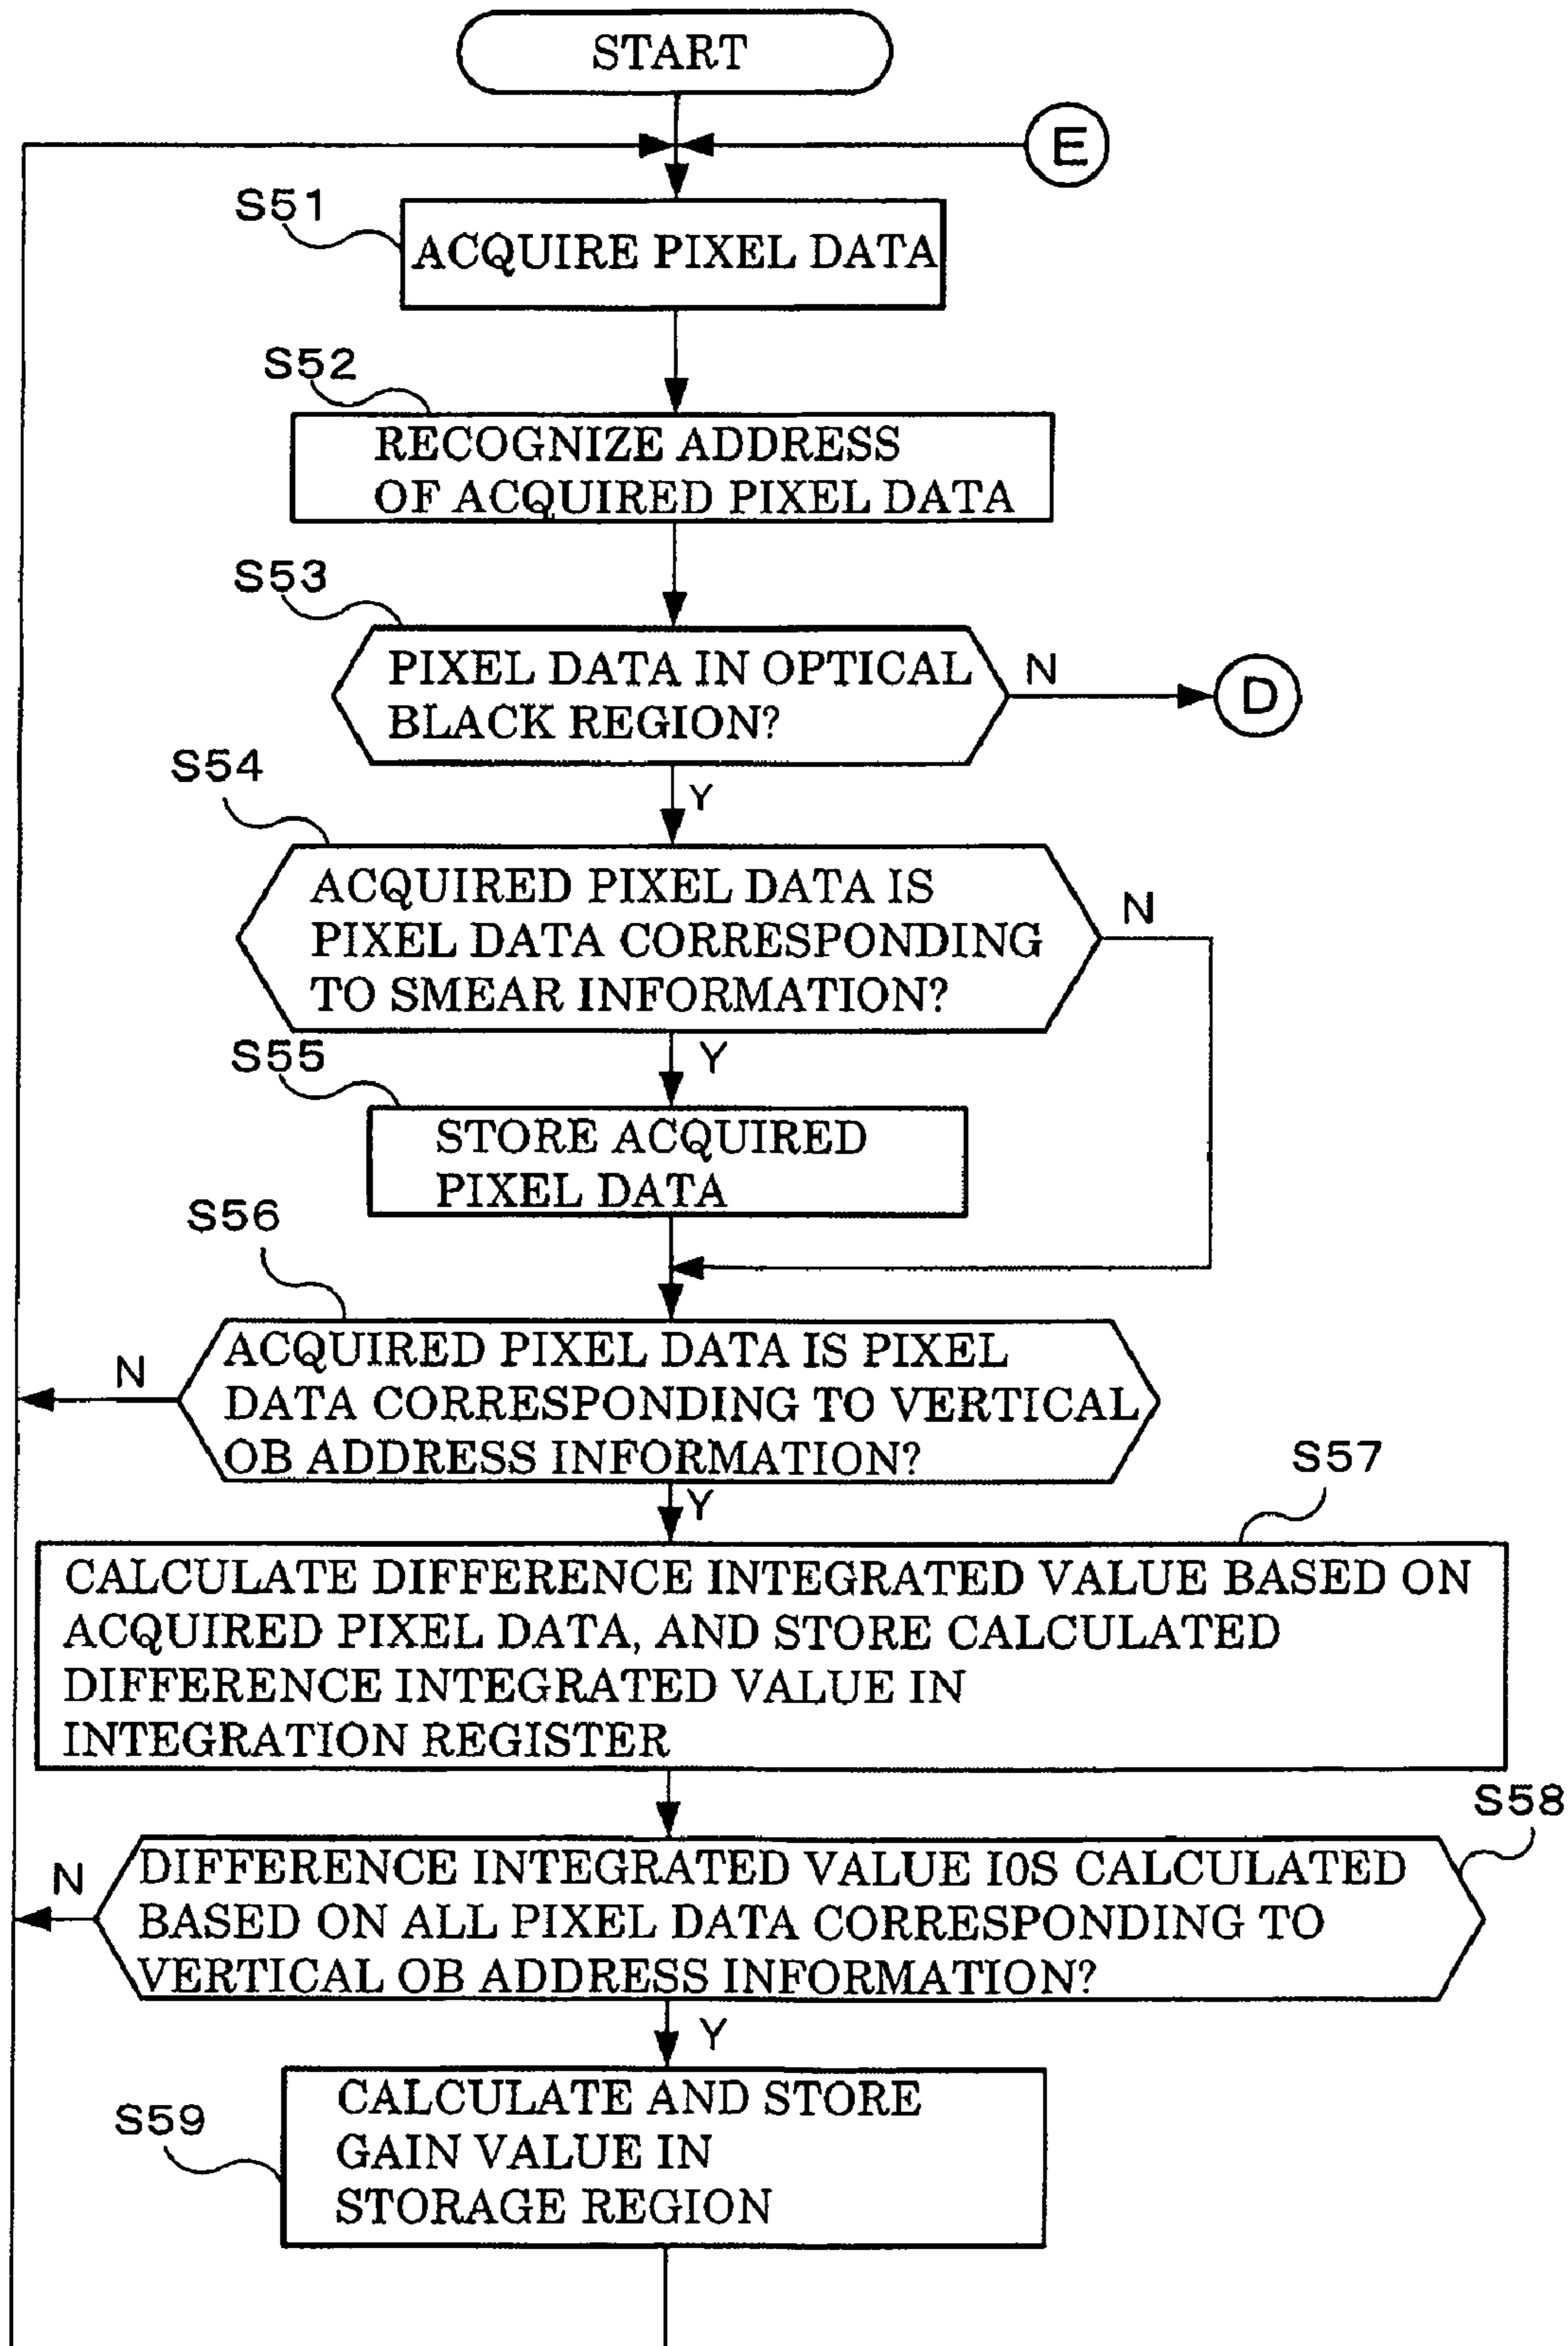 START
E
S51
ACQUIRE PIXEL DATA
S52
RECOGNIZE ADDRESS
OF ACQUIRED PIXEL DATA
S53
PIXEL DATA IN OPTICAL
BLACK REGION?
N
D
Y
S54
ACQUIRED PIXEL DATA IS
PIXEL DATA CORRESPONDING
TO SMEAR INFORMATION?
N
Y
S55
STORE ACQUIRED
PIXEL DATA
S56
ACQUIRED PIXEL DATA IS PIXEL
DATA CORRESPONDING TO VERTICAL
OB ADDRESS INFORMATION?
N
Y
S57
CALCULATE DIFFERENCE INTEGRATED VALUE BASED ON
ACQUIRED PIXEL DATA, AND STORE CALCULATED
DIFFERENCE INTEGRATED VALUE IN
INTEGRATION REGISTER
S58
DIFFERENCE INTEGRATED VALUE I0S CALCULATED
BASED ON ALL PIXEL DATA CORRESPONDING TO
VERTICAL OB ADDRESS INFORMATION?
N
Y
S59
CALCULATE AND STORE
GAIN VALUE IN
STORAGE REGION